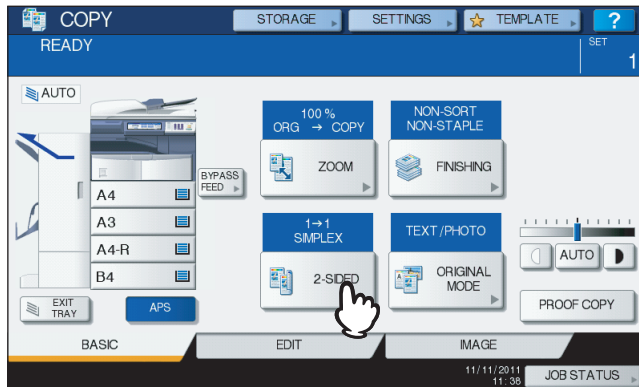 COPY
STORAGE
SETTINGS
TEMPLATE
?
READY
SET
1
AUTO
100 %
ORG → COPY
ZOOM
NON-SORT
NON-STAPLE
FINISHING
BYPASS
FEED
A4
A3
A4-R
B4
1→1
SIMPLEX
2-SIDED
TEXT/PHOTO
ORIGINAL
MODE
AUTO
EXIT
TRAY
APS
PROOF COPY
BASIC
EDIT
IMAGE
11/11/2011
11:36
JOB STATUS